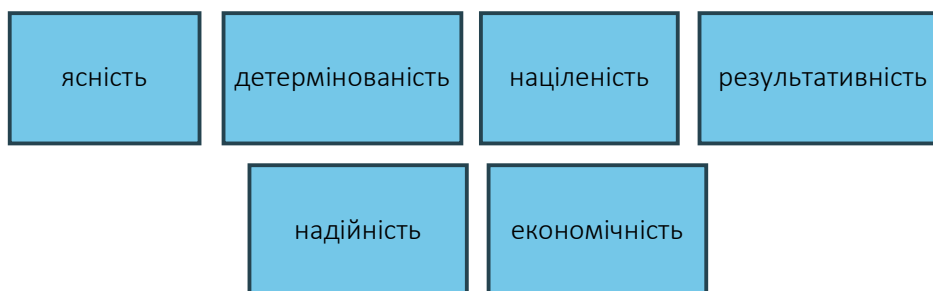 ясність
детермінованість
націленість
результативність
надійність
економічність